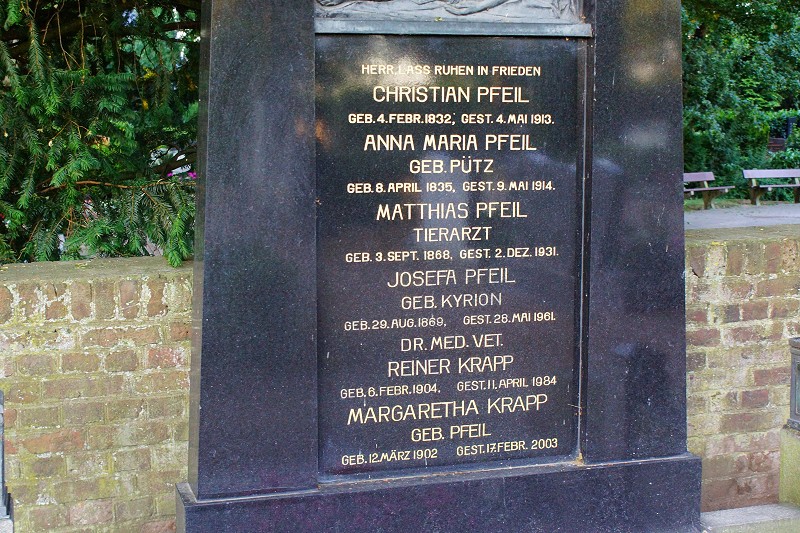 HERR, LASS RUHEN IN FRIEDEN
CHRISTIAN PFEIL
GEB. 4. FEBR. 1832, GEST. 4. MAI 1913.
ANNA MARIA PFEIL
GEB. PÜTZ
GEB. 8. APRIL 1835, GEST. 9. MAI 1914.
MATTHIAS PFEIL
TIERARZT
GEB. 3. SEPT. 1868, GEST. 2. DEZ. 1931.
JOSEFA PFEIL
GEB. KYRION
GEB. 29. AUG. 1869, GEST. 28. MAI 1961.
DR. MED. VET.
REINER KRAPP
GEB. 6. FEBR. 1904, GEST. 11. APRIL 1984
MARGARETHA KRAPP
GEB. PFEIL
GEB. 12. MÄRZ 1902 GEST. 17. FEBR. 2003